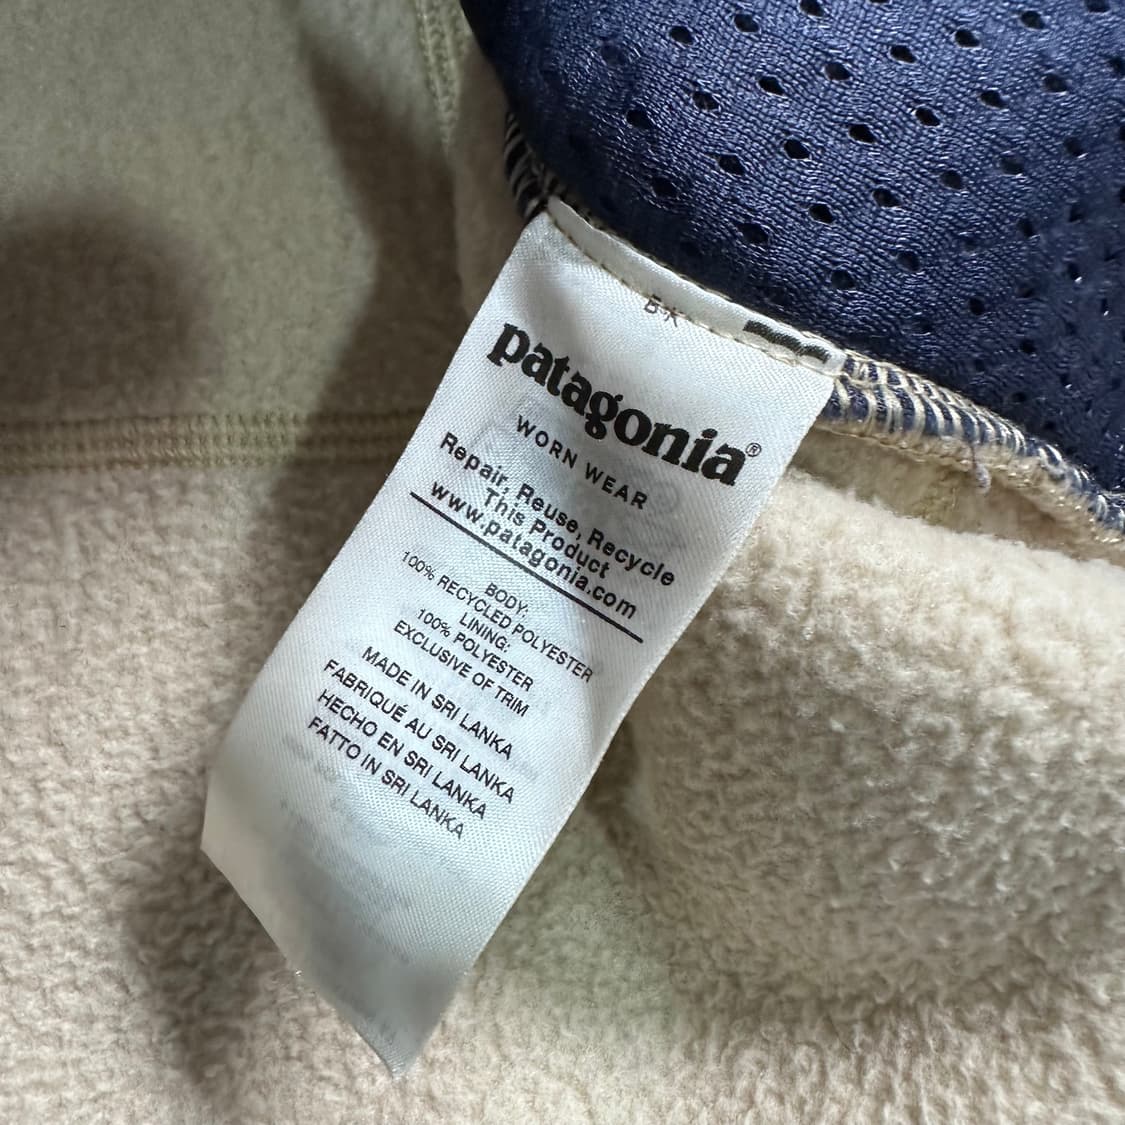 patagonia®
WORN WEAR
Repair, Reuse, Recycle
This Product
www.patagonia.com
BODY:
100% RECYCLED POLYESTER
LINING:
100% POLYESTER
EXCLUSIVE OF TRIM
MADE IN SRI LANKA
FABRIQUÉ AU SRI LANKA
HECHO EN SRI LANKA
FATTO IN SRI LANKA